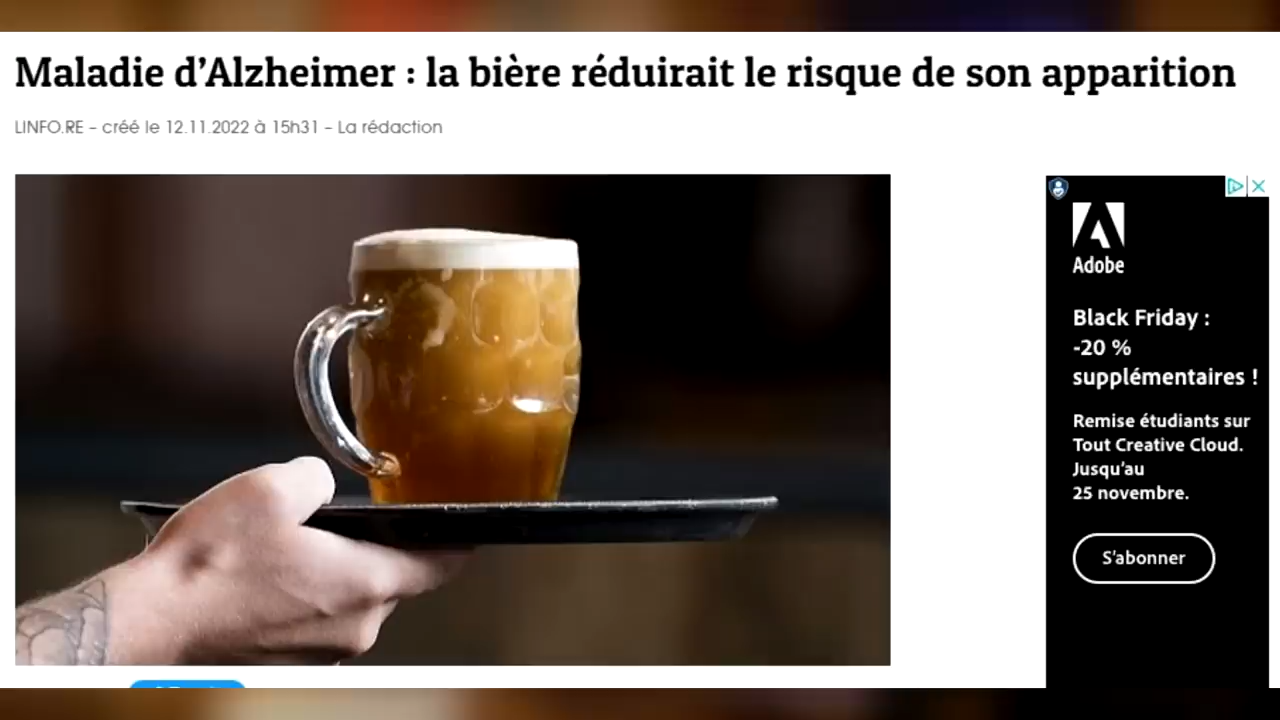 Maladie d’Alzheimer : la bière réduirait le risque de son apparition
LINFO.RE – créé le 12.11.2022 à 15h31 – La rédaction
Adobe
Black Friday :
-20 %
supplémentaires !
Remise étudiants sur
Tout Creative Cloud.
Jusqu’au
25 novembre.
S’abonner